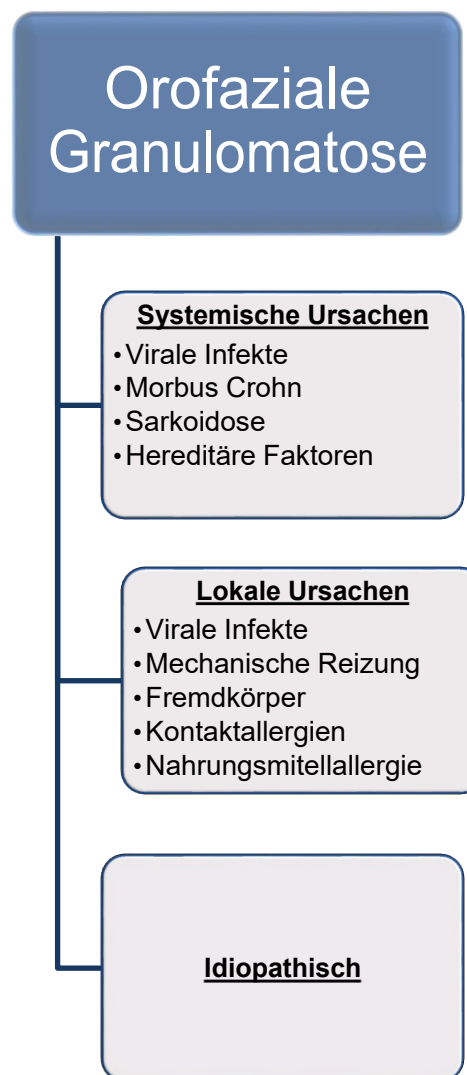 Orofaziale
Granulomatose
Systemische Ursachen
•Virale Infekte
•Morbus Crohn
•Sarkoidose
•Hereditäre Faktoren
Lokale Ursachen
•Virale Infekte
•Mechanische Reizung
•Fremdkörper
•Kontaktallergien
•Nahrungsmitellallergie
Idiopathisch